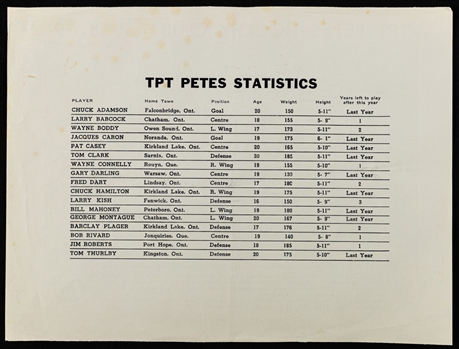 TPT PETES STATISTICS
PLAYER Home Town Position Age Weight Height Years left to play after this year
CHUCK ADAMSON Falconbridge, Ont. Goal 20 150 5-11" Last Year
LARRY BABCOCK Chatham, Ont. Centre 18 155 5- 9" 1
WAYNE BODDY Owen Sound, Ont. L. Wing 17 173 5-11" 2
JACQUES CARON Noranda, Ont. Goal 19 175 6- 1" Last Year
PAT CASEY Kirkland Lake, Ont. Centre 20 165 5-10" Last Year
TOM CLARK Sarnia, Ont. Defense 20 185 5-11" Last Year
WAYNE CONNELLY Rouyn, Que. R. Wing 19 155 5-10" 1
GARY DARLING Warsaw, Ont. Centre 18 135 5- 7" Last Year
FRED DART Lindsay, Ont. Centre 17 180 5-11" 2
CHUCK HAMILTON Kirkland Lake, Ont. R. Wing 19 175 5-11" Last Year
LARRY KISH Fenwick, Ont. Defense 16 150 5- 9" 3
BILL MAHONEY Peterboro, Ont. L. Wing 19 180 5-11" Last Year
GEORGE MONTAGUE Chatham, Ont. L. Wing 20 167 5- 9" Last Year
BARCLAY PLAGER Kirkland Lake, Ont. Defense 17 176 5-11" 2
BOB RIVARD Jonquiries, Que. Centre 19 140 5- 9" 1
JIM ROBERTS Port Hope, Ont. Defense 18 185 5-11" 1
TOM THURLBY Kingston, Ont. Defense 20 175 5-10" Last Year